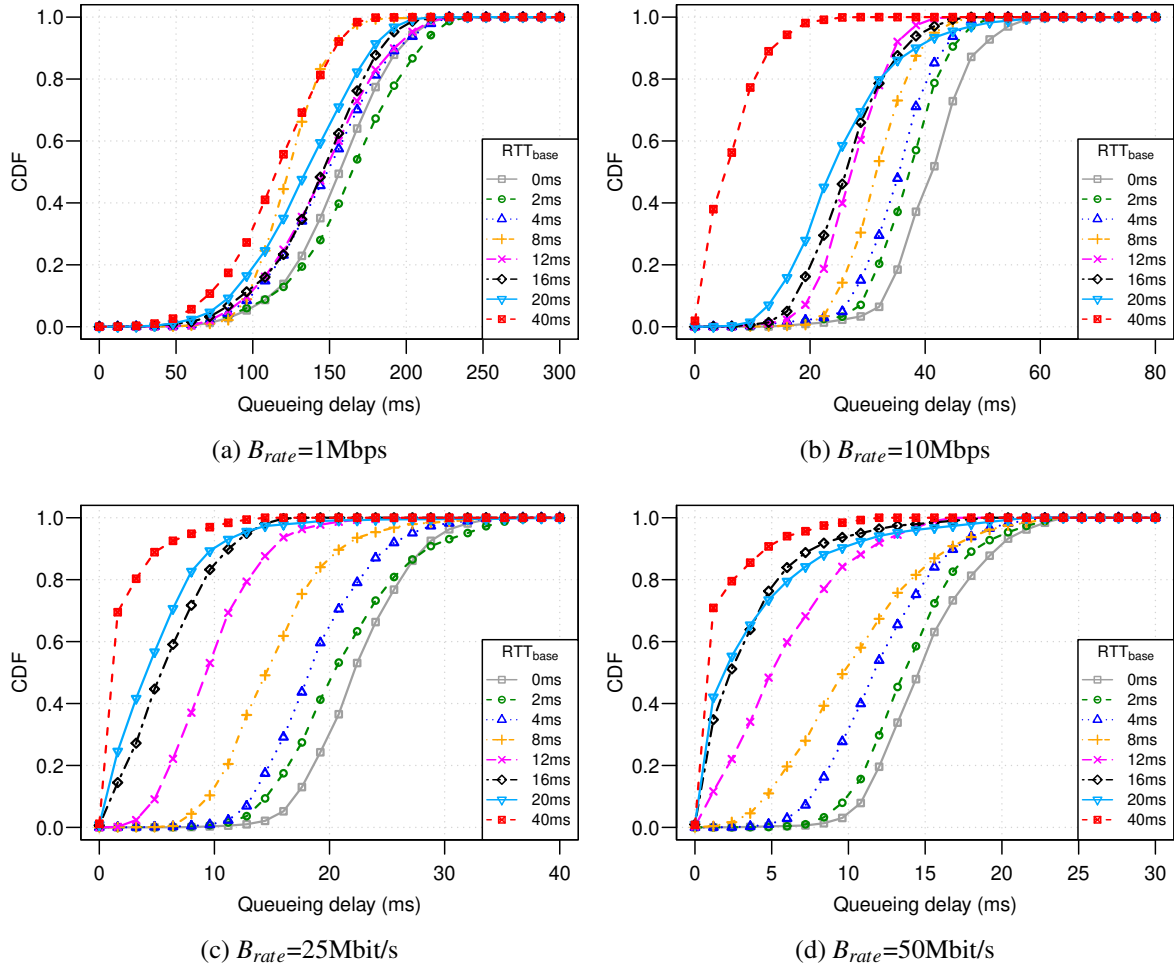 CDF
0.0 0.2 0.4 0.6 0.8 1.0
0 50 100 150 200 250 300
Queueing delay (ms)
RTTbase
0ms
2ms
4ms
8ms
12ms
16ms
20ms
40ms
(a) Brate=1Mbps
CDF
0.0 0.2 0.4 0.6 0.8 1.0
0 20 40 60 80
Queueing delay (ms)
RTTbase
0ms
2ms
4ms
8ms
12ms
16ms
20ms
40ms
(b) Brate=10Mbps
CDF
0.0 0.2 0.4 0.6 0.8 1.0
0 10 20 30 40
Queueing delay (ms)
RTTbase
0ms
2ms
4ms
8ms
12ms
16ms
20ms
40ms
(c) Brate=25Mbit/s
CDF
0.0 0.2 0.4 0.6 0.8 1.0
0 5 10 15 20 25 30
Queueing delay (ms)
RTTbase
0ms
2ms
4ms
8ms
12ms
16ms
20ms
40ms
(d) Brate=50Mbit/s